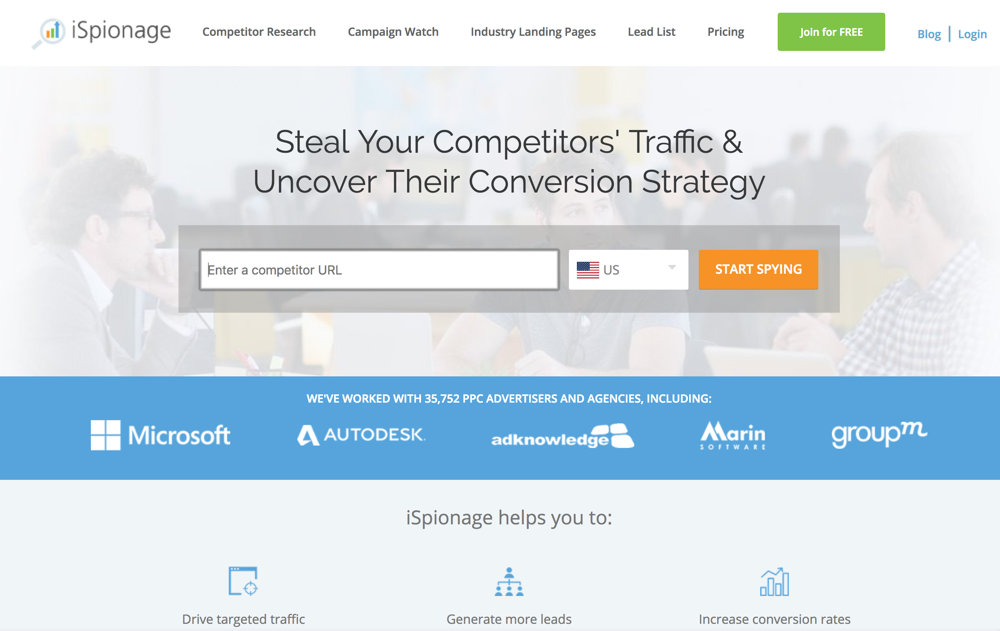 iSpionage
Competitor Research
Campaign Watch
Industry Landing Pages
Lead List
Pricing
Join for FREE
Blog | Login
Steal Your Competitors' Traffic &
Uncover Their Conversion Strategy
Enter a competitor URL
US
START SPYING
WE'VE WORKED WITH 35,752 PPC ADVERTISERS AND AGENCIES, INCLUDING:
Microsoft
AUTODESK.
adknowledge
Marin
SOFTWARE
groupm
iSpionage helps you to:
Drive targeted traffic
Generate more leads
Increase conversion rates